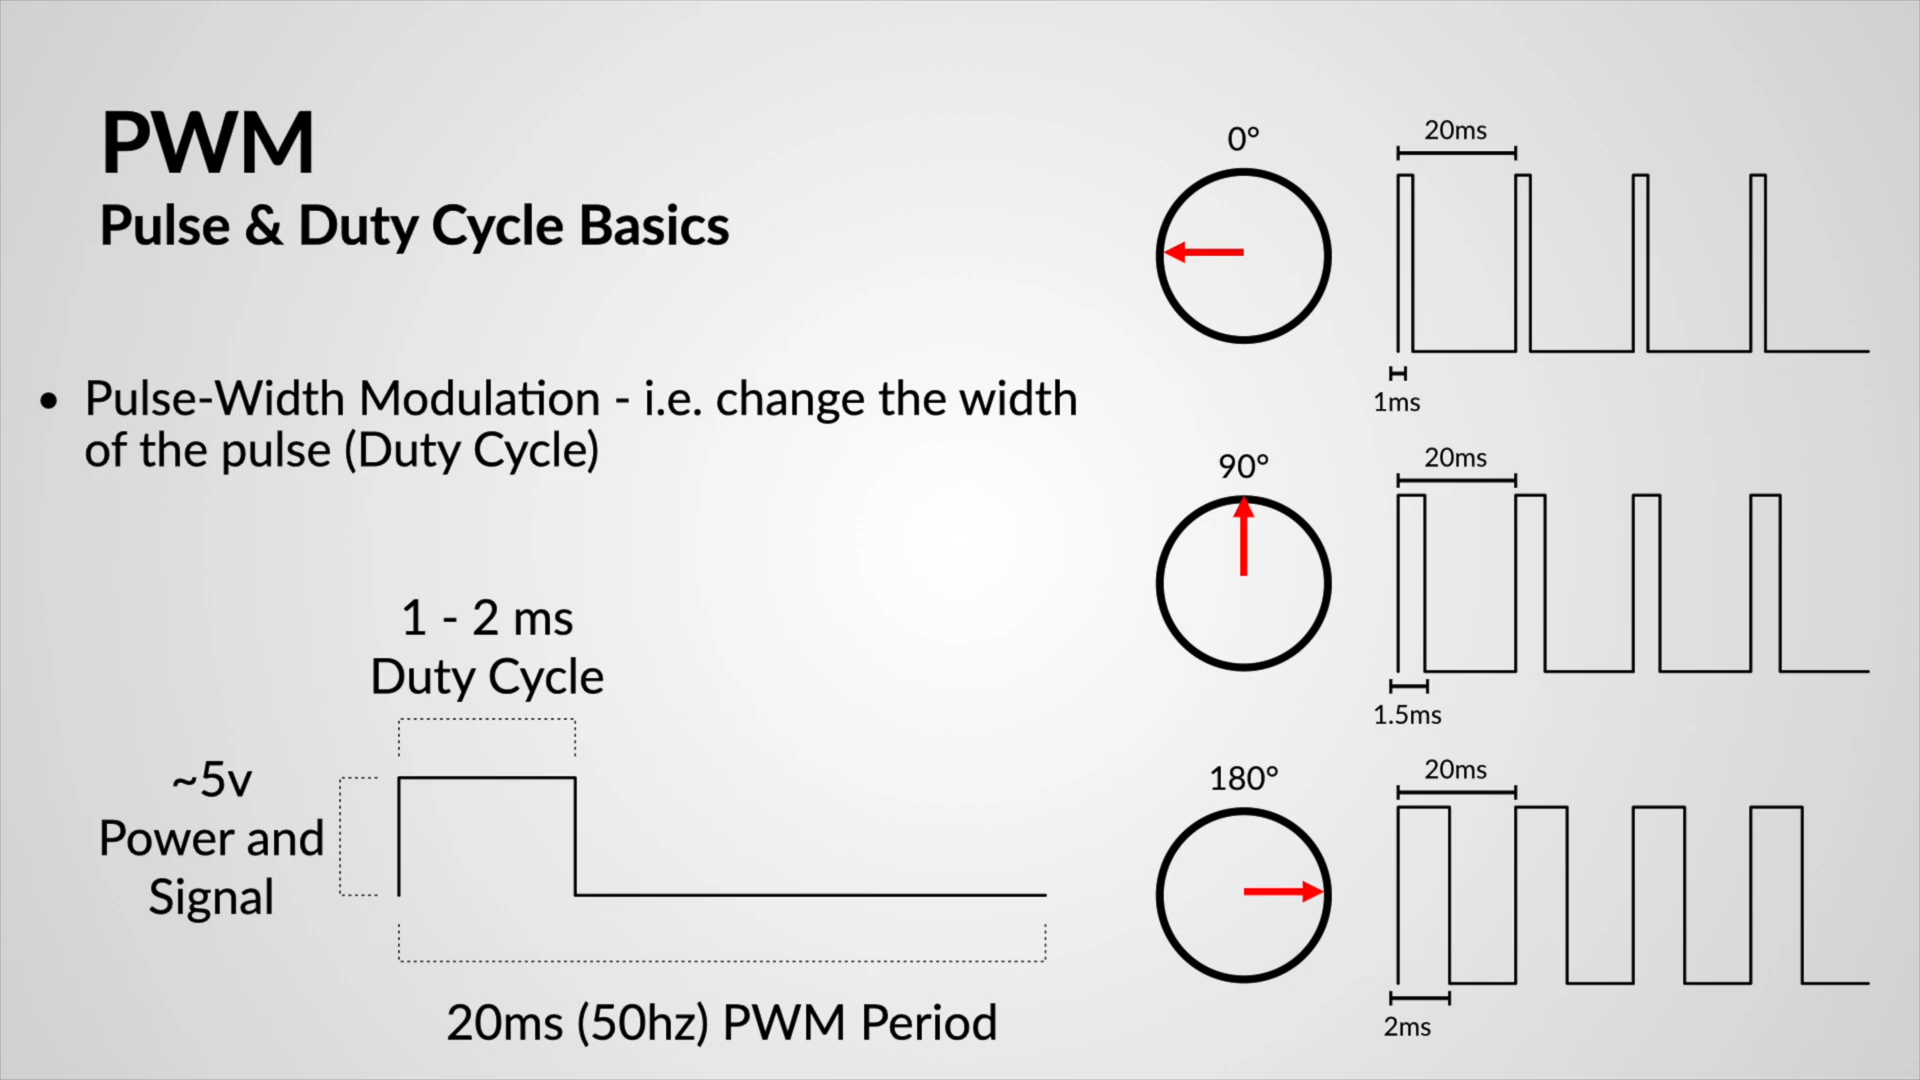 PWM
Pulse & Duty Cycle Basics
• Pulse-Width Modulation - i.e. change the width
of the pulse (Duty Cycle)
1 - 2 ms
Duty Cycle
~5v
Power and
Signal
20ms (50hz) PWM Period
0°
20ms
1ms
90°
20ms
1.5ms
180°
20ms
2ms